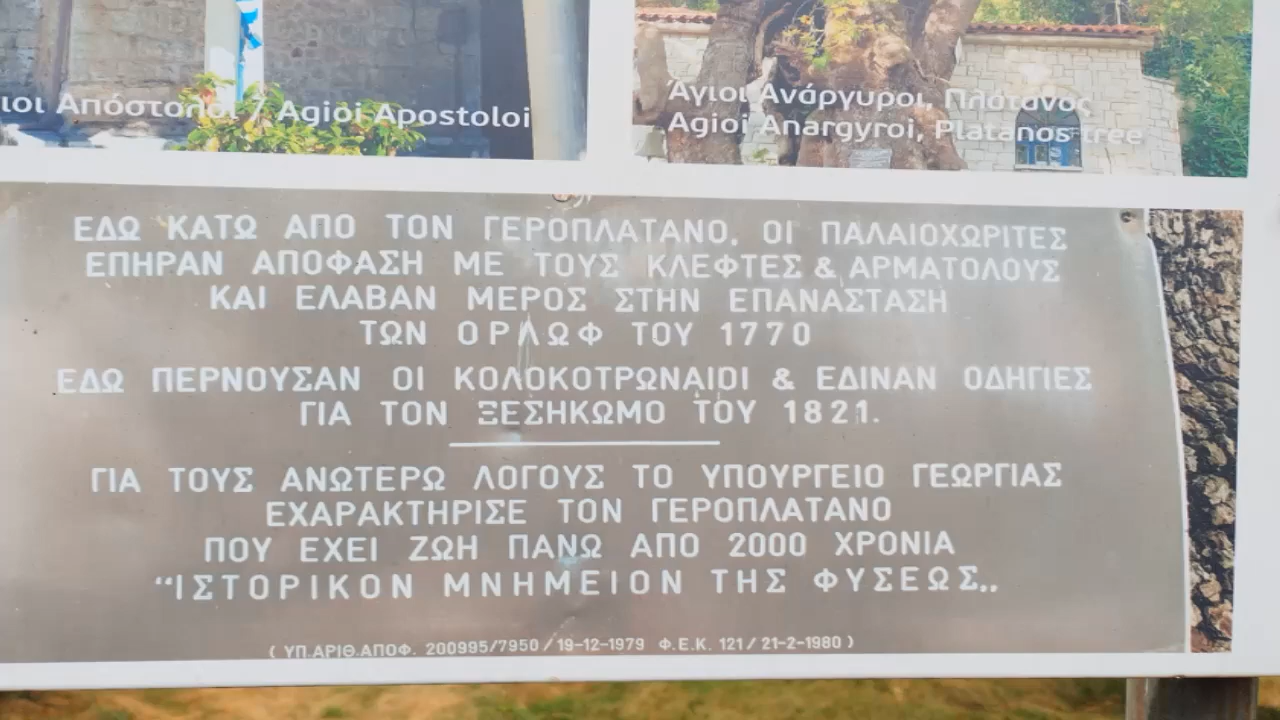 ιοι Απόστολοι / Agioi Apostoloi
Άγιοι Ανάργυροι, Πλάτανος
Agioi Anargyroi, Platanos tree
ΕΔΩ ΚΑΤΩ ΑΠΟ ΤΟΝ ΓΕΡΟΠΛΑΤΑΝΟ, ΟΙ ΠΑΛΑΙΟΧΩΡΙΤΕΣ
ΕΠΗΡΑΝ ΑΠΟΦΑΣΗ ΜΕ ΤΟΥΣ ΚΛΕΦΤΕΣ & ΑΡΜΑΤΟΛΟΥΣ
ΚΑΙ ΕΛΑΒΑΝ ΜΕΡΟΣ ΣΤΗΝ ΕΠΑΝΑΣΤΑΣΗ
ΤΩΝ ΟΡΛΩΦ ΤΟΥ 1770
ΕΔΩ ΠΕΡΝΟΥΣΑΝ ΟΙ ΚΟΛΟΚΟΤΡΩΝΑΙΟΙ & ΕΔΙΝΑΝ ΟΔΗΓΙΕΣ
ΓΙΑ ΤΟΝ ΞΕΣΗΚΩΜΟ ΤΟΥ 1821.
ΓΙΑ ΤΟΥΣ ΑΝΩΤΕΡΩ ΛΟΓΟΥΣ ΤΟ ΥΠΟΥΡΓΕΙΟ ΓΕΩΡΓΙΑΣ
ΕΧΑΡΑΚΤΗΡΙΣΕ ΤΟΝ ΓΕΡΟΠΛΑΤΑΝΟ
ΠΟΥ ΕΧΕΙ ΖΩΗ ΠΑΝΩ ΑΠΟ 2000 ΧΡΟΝΙΑ
“ΙΣΤΟΡΙΚΟΝ ΜΝΗΜΕΙΟΝ ΤΗΣ ΦΥΣΕΩΣ„
( ΥΠ.ΑΡΙΘ.ΑΠΟΦ. 200995/7950 / 19-12-1979 Φ.Ε.Κ. 121 / 21-2-1980 )